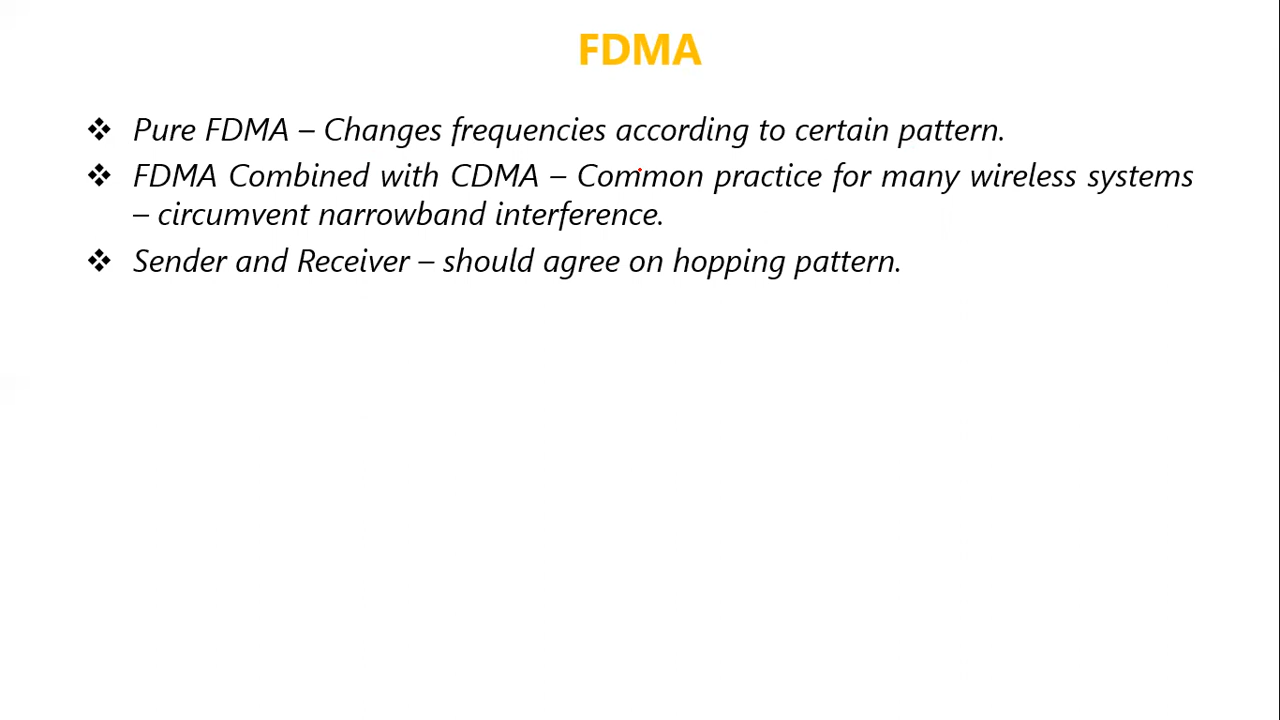 FDMA
❖ Pure FDMA – Changes frequencies according to certain pattern.
❖ FDMA Combined with CDMA – Common practice for many wireless systems
– circumvent narrowband interference.
❖ Sender and Receiver – should agree on hopping pattern.